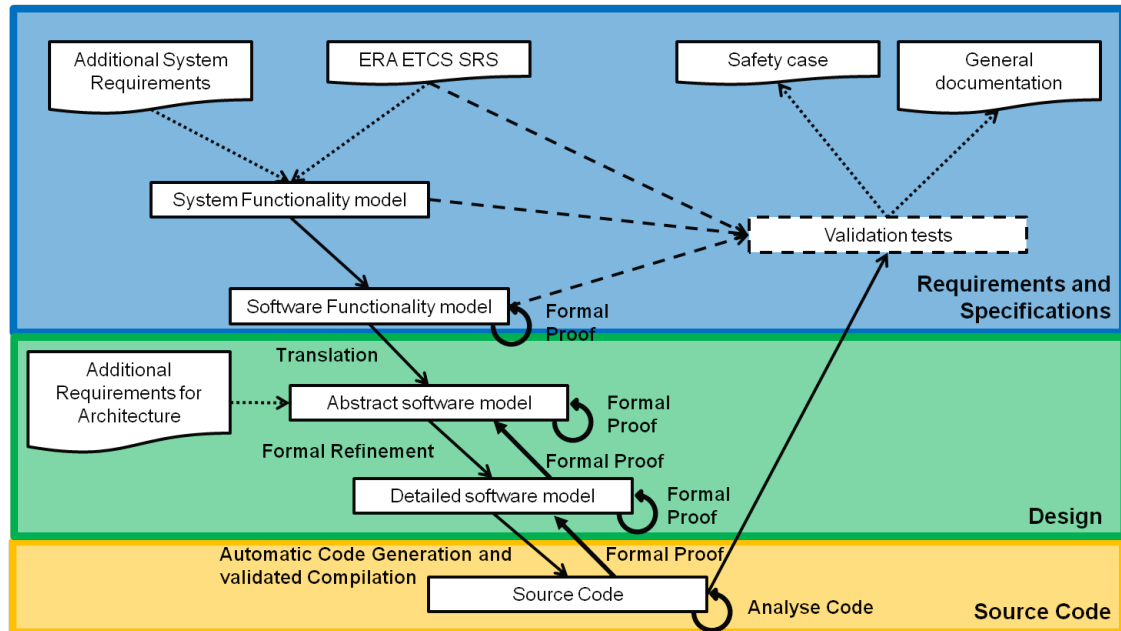 Additional System
Requirements
ERA ETCS SRS
Safety case
General
documentation
System Functionality model
Validation tests
Requirements and
Specifications
Software Functionality model
Formal
Proof
Translation
Additional
Requirements for
Architecture
Abstract software model
Formal
Proof
Formal Refinement
Formal Proof
Detailed software model
Formal
Proof
Design
Automatic Code Generation and
validated Compilation
Formal Proof
Source Code
Analyse Code
Source Code